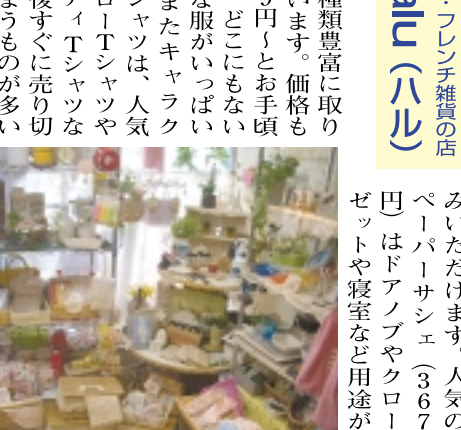 ・フレンチ雑貨の店
alu（ハル）
種類豊富に取り
います。価格も
9円〜とお手頃
どこにもない
な服がいっぱい
またキャラク
シャツは、人気
ローTシャツや
ティTシャツな
後すぐに売り切
まうものが多い
みいただけます。人気の
ペーパーサシェ（367
円）はドアノブやクロー
ゼットや寝室など用途が